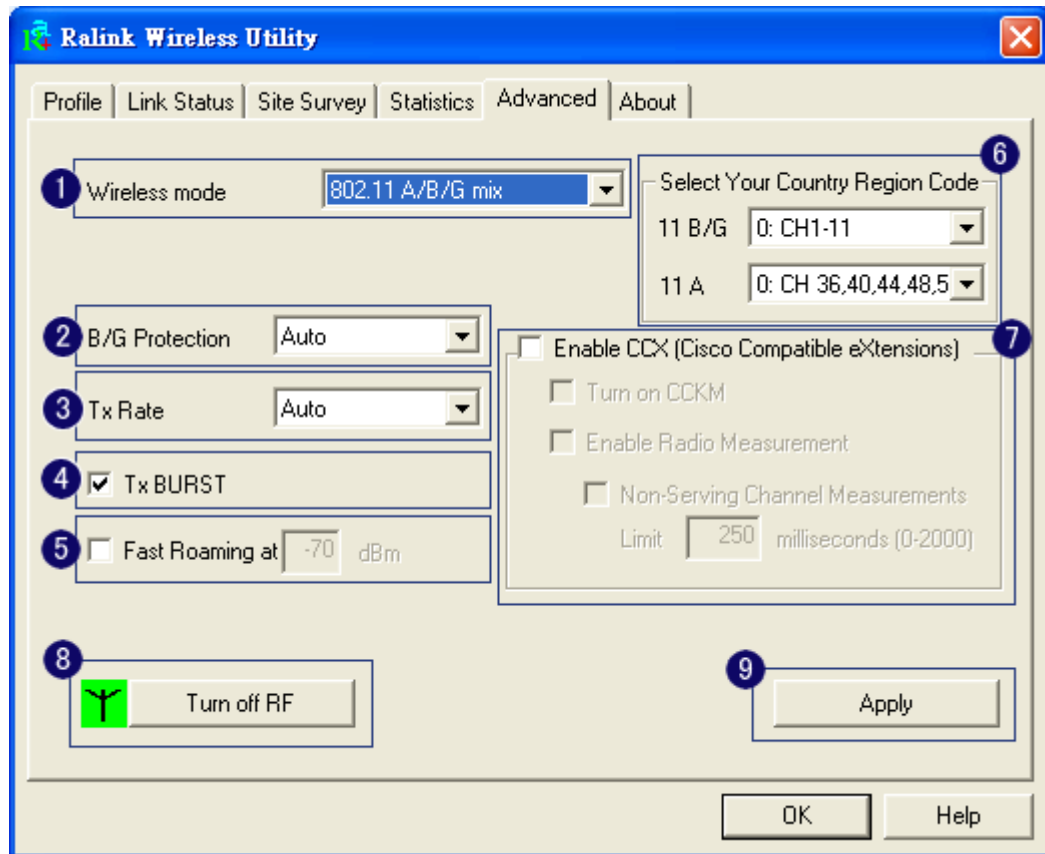 Ralink Wireless Utility
Profile Link Status Site Survey Statistics Advanced About
1 Wireless mode 802.11 A/B/G mix
6
Select Your Country Region Code
11 B/G 0: CH1-11
11 A 0: CH 36,40,44,48,5
2 B/G Protection Auto
3 Tx Rate Auto
4 Tx BURST
5 Fast Roaming at -70 dBm
7
Enable CCX (Cisco Compatible eXtensions)
Turn on CCKM
Enable Radio Measurement
Non-Serving Channel Measurements
Limit 250 milliseconds (0-2000)
8 Turn off RF
9 Apply
OK Help